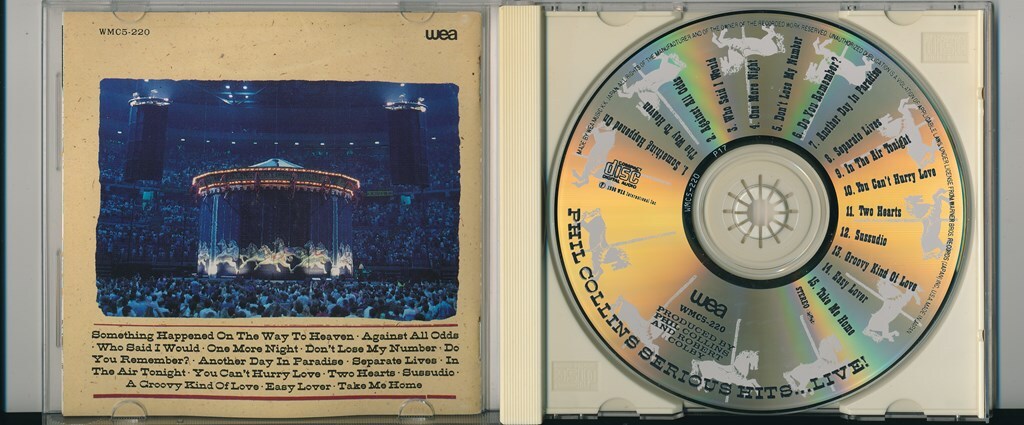 WMC5-220
wea
Something Happened On The Way To Heaven · Against All Odds
· Who Said I Would · One More Night · Don't Lose My Number · Do
You Remember? · Another Day In Paradise · Separate Lives · In
The Air Tonight · You Can't Hurry Love · Two Hearts · Sussudio ·
A Groovy Kind Of Love · Easy Lover · Take Me Home
1. Something Happened On
The Way To Heaven
2. Against All Odds
3. Who Said I Would
4. One More Night
5. Don't Lose My Number
6. Do You Remember?
7. Another Day In Paradise
8. Separate Lives
9. In The Air Tonight
10. You Can't Hurry Love
11. Two Hearts
12. Sussudio
13. Groovy Kind Of Love
14. Easy Lover
15. Take Me Home
STEREO
COMPACT
disc
DIGITAL AUDIO
℗ 1990 WEA International Inc.
WMC5-220
P17
wea
WMC5-220
PRODUCED BY
PHIL COLLINS
AND ROBERT
COLBY
PHIL COLLINS SERIOUS HITS...LIVE!